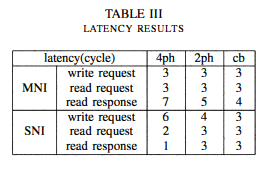 TABLE III
LATENCY RESULTS
latency(cycle) 4ph 2ph cb
MNI write request 3 3 3
read request 3 3 3
read response 7 5 4
SNI write request 6 4 3
read request 2 3 3
read response 1 3 3